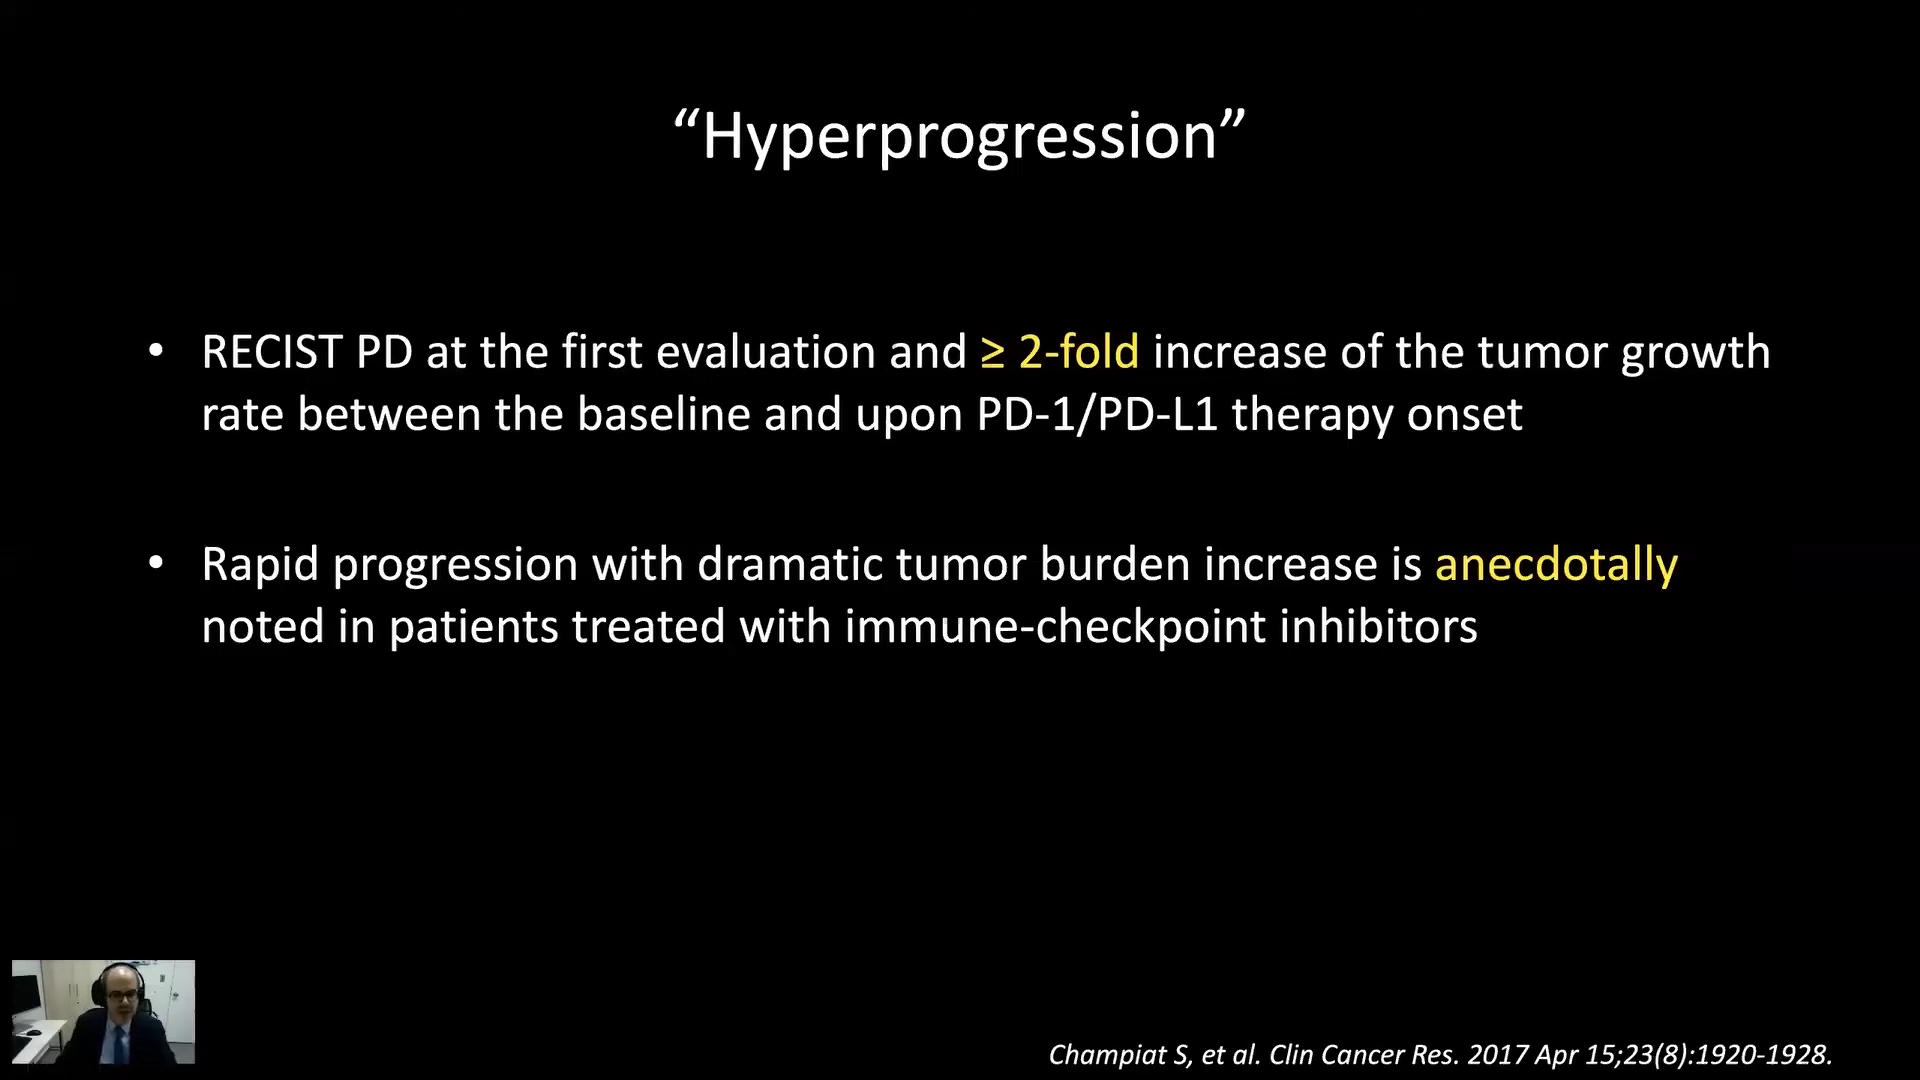 “Hyperprogression”
• RECIST PD at the first evaluation and ≥ 2-fold increase of the tumor growth
rate between the baseline and upon PD-1/PD-L1 therapy onset
• Rapid progression with dramatic tumor burden increase is anecdotally
noted in patients treated with immune-checkpoint inhibitors
Champiat S, et al. Clin Cancer Res. 2017 Apr 15;23(8):1920-1928.